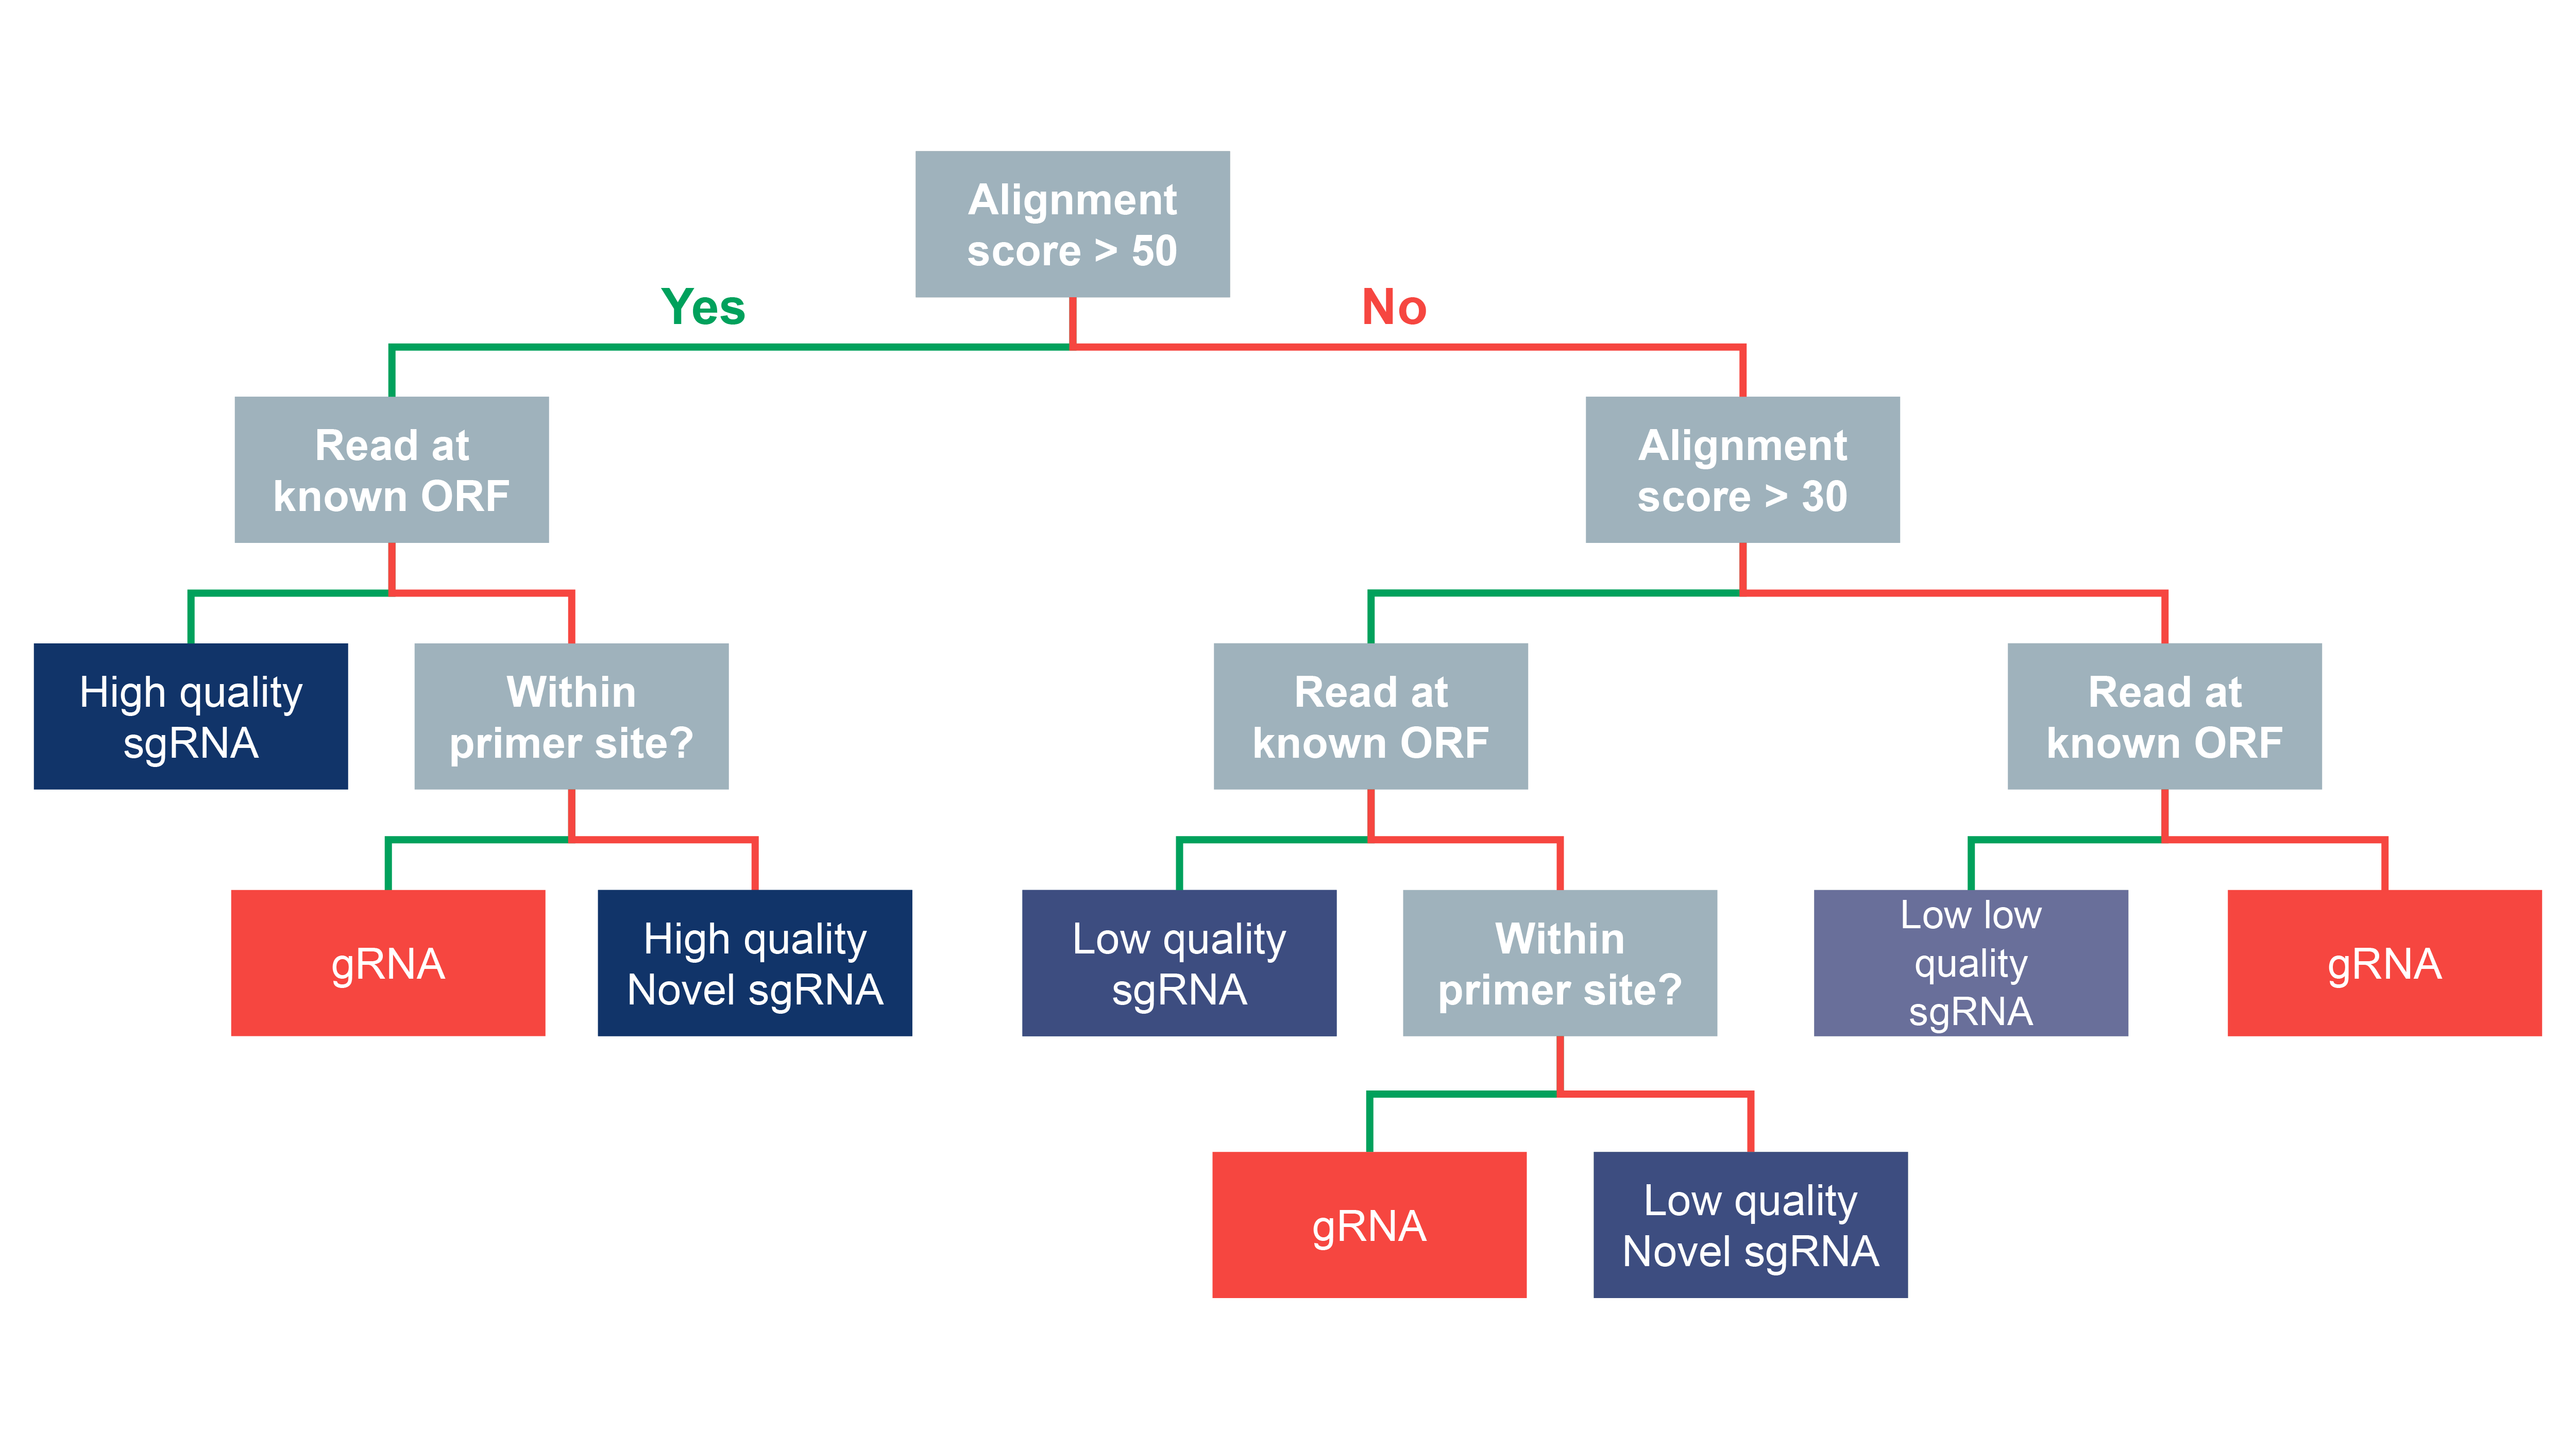 Alignment
score > 50
Yes
No
Read at
known ORF
Alignment
score > 30
High quality
sgRNA
Within
primer site?
Read at
known ORF
Read at
known ORF
gRNA
High quality
Novel sgRNA
Low quality
sgRNA
Within
primer site?
Low low
quality
sgRNA
gRNA
gRNA
Low quality
Novel sgRNA